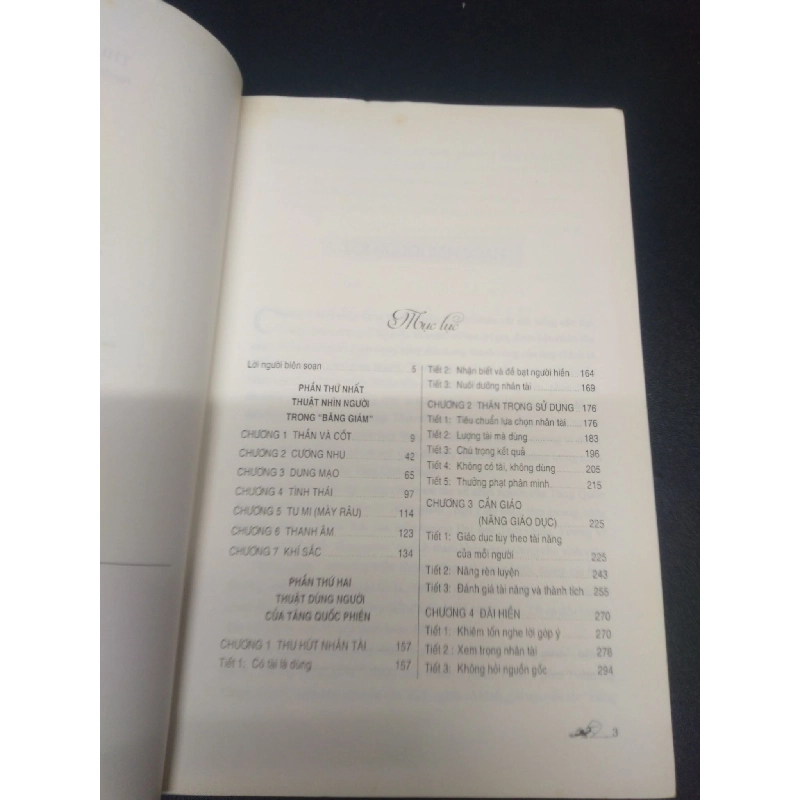 Mục lục
Lời người biên soạn 5
PHẦN THỨ NHẤT
THUẬT NHÌN NGƯỜI
TRONG "BĂNG GIÁM"
CHƯƠNG 1 THẦN VÀ CỐT 9
CHƯƠNG 2 CƯƠNG NHU 42
CHƯƠNG 3 DUNG MẠO 65
CHƯƠNG 4 TÌNH THÁI 97
CHƯƠNG 5 TU MI (MÀY RÂU) 114
CHƯƠNG 6 THANH ÂM 123
CHƯƠNG 7 KHÍ SẮC 134
PHẦN THỨ HAI
THUẬT DÙNG NGƯỜI
CỦA TĂNG QUỐC PHIÊN
CHƯƠNG 1 THU HÚT NHÂN TÀI 157
Tiết 1: Có tài là dùng 157
Tiết 2: Nhận biết và đề bạt người hiền 164
Tiết 3: Nuôi dưỡng nhân tài 169
CHƯƠNG 2 THẬN TRỌNG SỬ DỤNG 176
Tiết 1: Tiêu chuẩn lựa chọn nhân tài 176
Tiết 2: Lượng tài mà dùng 183
Tiết 3: Chú trọng kết quả 196
Tiết 4: Không có tài, không dùng 205
Tiết 5: Thưởng phạt phân minh 215
CHƯƠNG 3 CẦN GIÁO
(NĂNG GIÁO DỤC) 225
Tiết 1: Giáo dục tùy theo tài năng
của mỗi người 225
Tiết 2: Năng rèn luyện 243
Tiết 3: Đánh giá tài năng và thành tích 255
CHƯƠNG 4 ĐÃI HIỀN 270
Tiết 1: Khiêm tốn nghe lời góp ý 270
Tiết 2: Xem trọng nhân tài 278
Tiết 3: Không hỏi nguồn gốc 294
3